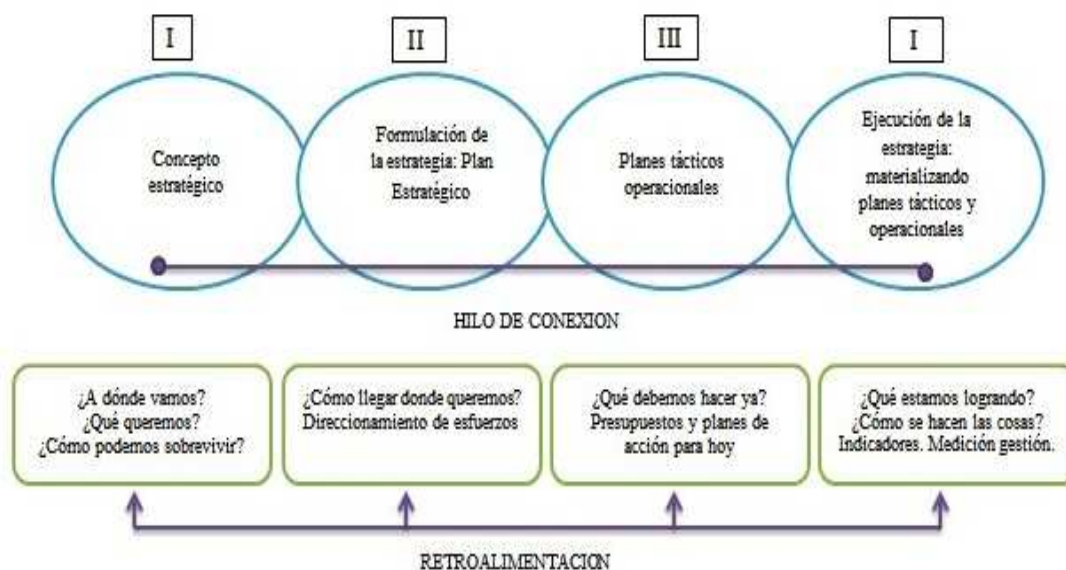 I
II
III
I
Concepto
estratégico
Formulación de
la estrategia: Plan
Estratégico
Planes tàcticos
operacionales
Ejecución de la
estrategia:
materializando
planes tàcticos y
operacionales
HILO DE CONEXION
¿A dónde vamos?
¿Qué queremos?
¿Cómo podemos sobrevivir?
¿Cómo llegar donde queremos?
Direccionamiento de esfuerzos
¿Qué debemos hacer ya?
Presupuestos y planes de
acción para hoy
¿Qué estamos logrando?
¿Cómo se hacen las cosas?
Indicadores. Medición gestión.
RETROALIMENTACION